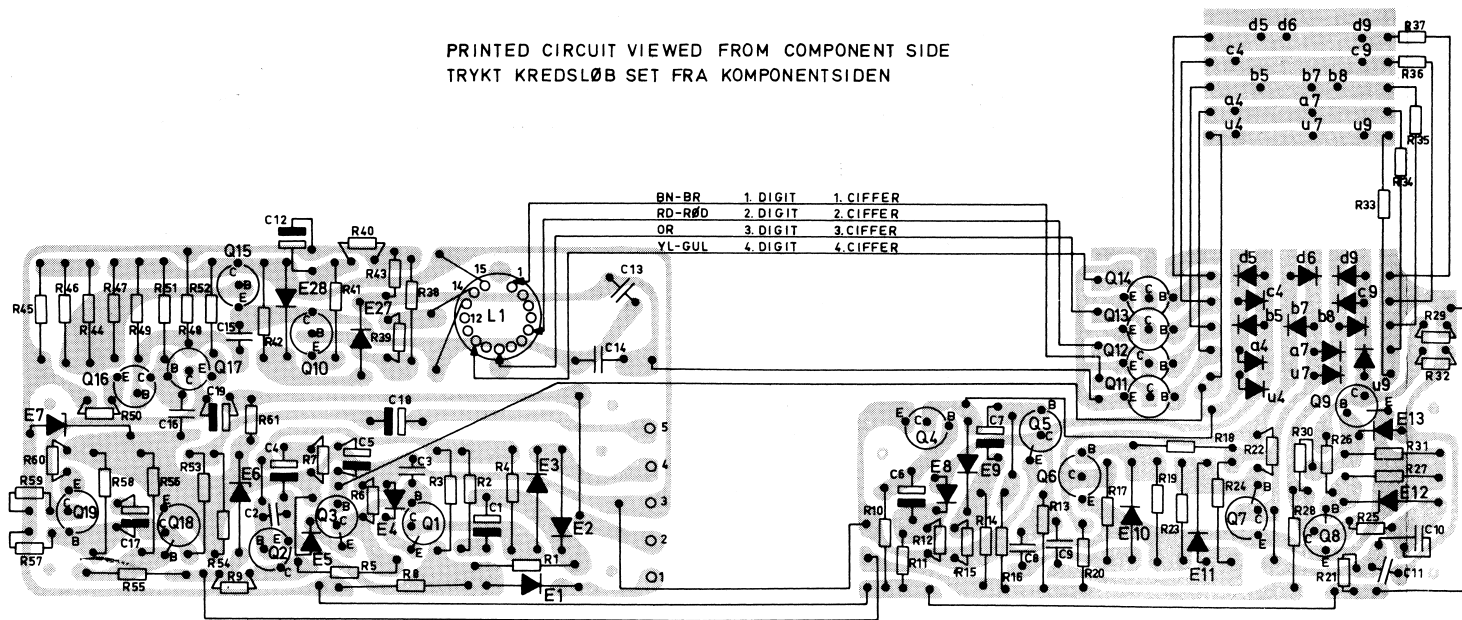 PRINTED CIRCUIT VIEWED FROM COMPONENT SIDE
TRYKT KREDSLØB SET FRA KOMPONENTSIDEN
d5 d6 d9 R37
c4 c9 R36
b5 b7 b8
a4 a7
u4 u7 u9
R35
R34
R33
BN-BR 1. DIGIT 1. CIFFER
RD-RØD 2. DIGIT 2. CIFFER
OR 3. DIGIT 3. CIFFER
YL-GUL 4. DIGIT 4. CIFFER
C12 R40
Q15 R43 15 1 C13
R45 R46 R44 R47 R49 R51 R48 R52 C B E C15 R42 E28 R41 E27 R39 R38 14 12 L1
Q16 Q17 Q10 C14
E C B B C E E C B
E7 R50 C16 C19 R61 C18
5
R60 C4 R7 C5 C3 R3 R2 R4 E3 4
R59 R58 R56 R53 E6 R6 E4 3
E C B Q19 C17 E C B Q18 C2 Q3 E5 Q1 C1 E2 2
R57 R54 Q2 R5 R1
R55 R9 R8 E1 1
Q14 E C B
Q13 E C B
Q12 E C B
Q11 E C B
d5 d6 d9
c4 c9
b5 b7 b8
a4 a7
u4 u7 u9
R29
R32
Q9 B C E
E13
Q4 E B C C7 Q5 B C E R18 R22 R30 R26 R31
C6 E8 E9 Q6 B C E R17 R19 R24 R27
E12
R10 R12 R14 R13 R23 Q7 B C E R28 Q8 E C B R25 C10
R11 R15 R16 C8 C9 R20 E10 E11 R21 C11